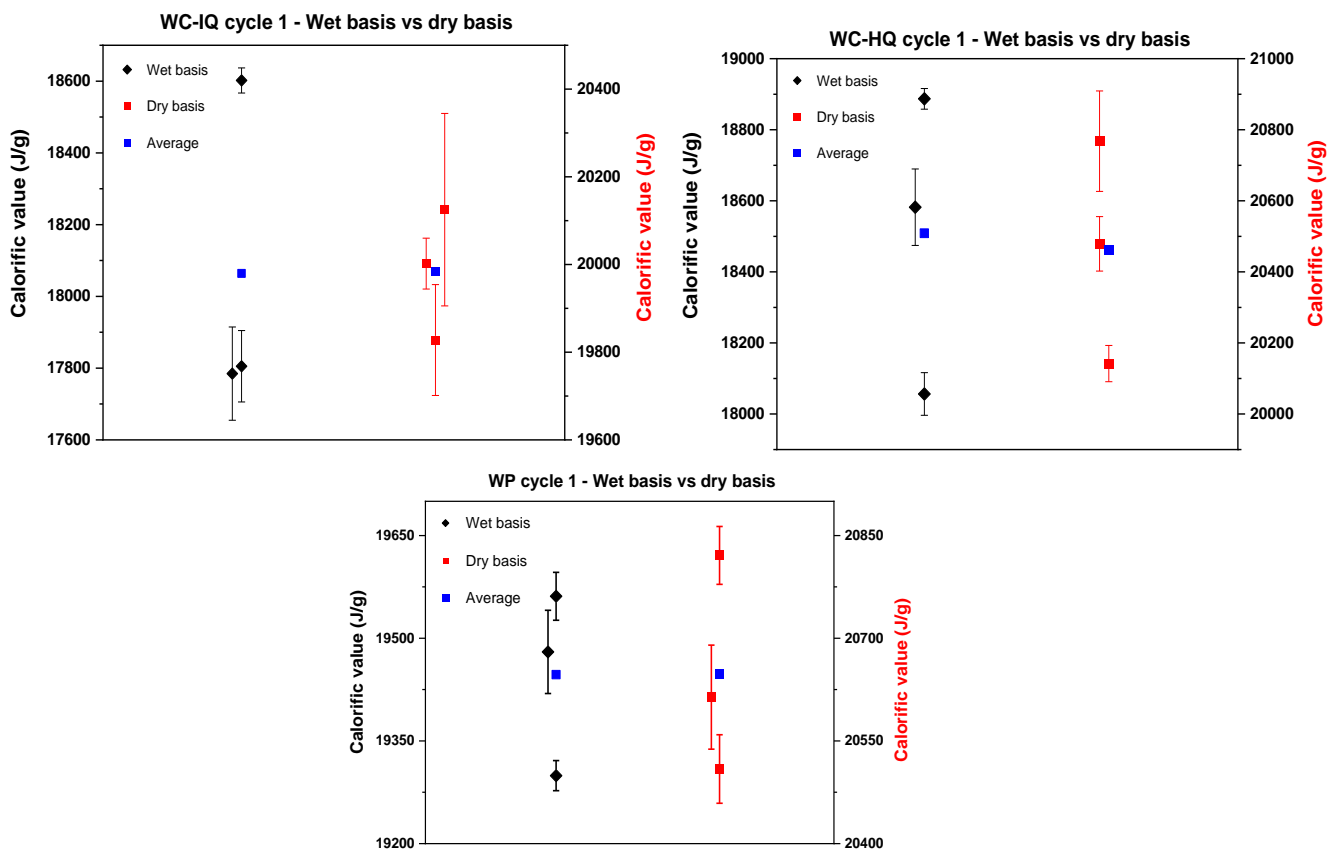 WC-IQ cycle 1 - Wet basis vs dry basis
Wet basis
Dry basis
Average
Calorific value (J/g)
18600
18400
18200
18000
17800
17600
20400
20200
20000
19800
19600
Calorific value (J/g)
WC-HQ cycle 1 - Wet basis vs dry basis
Wet basis
Dry basis
Average
Calorific value (J/g)
19000
18800
18600
18400
18200
18000
21000
20800
20600
20400
20200
20000
Calorific value (J/g)
WP cycle 1 - Wet basis vs dry basis
Wet basis
Dry basis
Average
Calorific value (J/g)
19650
19500
19350
19200
20850
20700
20550
20400
Calorific value (J/g)